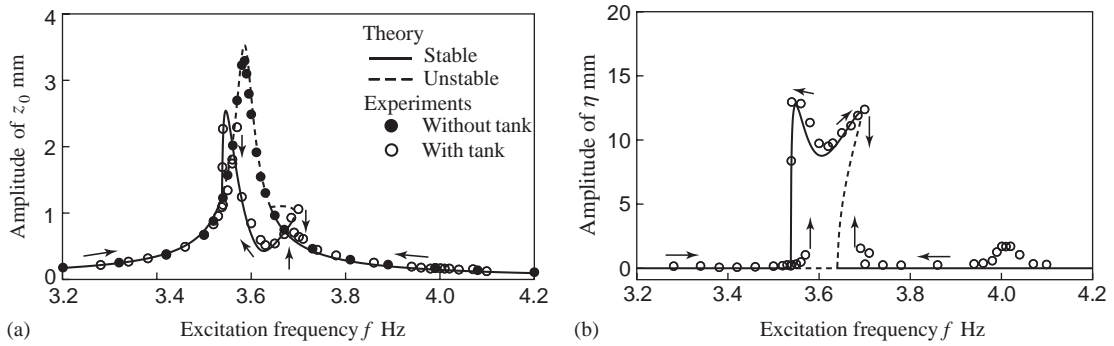 Amplitude of z0 mm
4
3
2
1
0
3.2 3.4 3.6 3.8 4.0 4.2
Theory
Stable
Unstable
Experiments
Without tank
With tank
(a) Excitation frequency f Hz
Amplitude of η mm
20
15
10
5
0
3.2 3.4 3.6 3.8 4.0 4.2
(b) Excitation frequency f Hz